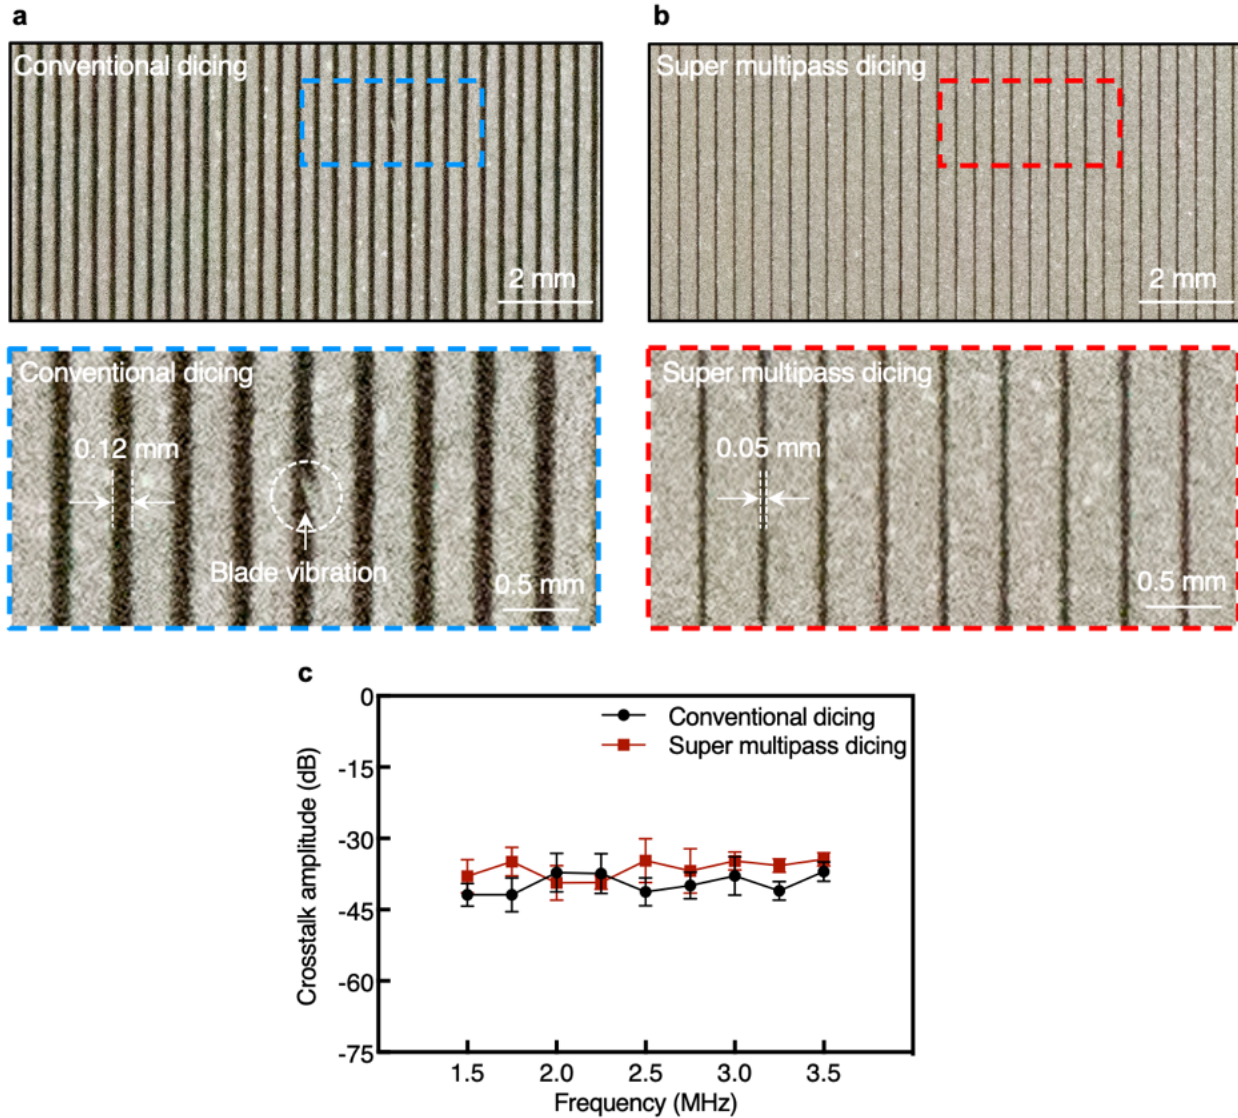 a
Conventional dicing
2 mm
b
Super multipass dicing
2 mm
Conventional dicing
0.12 mm
Blade vibration
0.5 mm
Super multipass dicing
0.05 mm
0.5 mm
c
0
-15
-30
-45
-60
-75
Crosstalk amplitude (dB)
Conventional dicing
Super multipass dicing
1.5 2.0 2.5 3.0 3.5
Frequency (MHz)